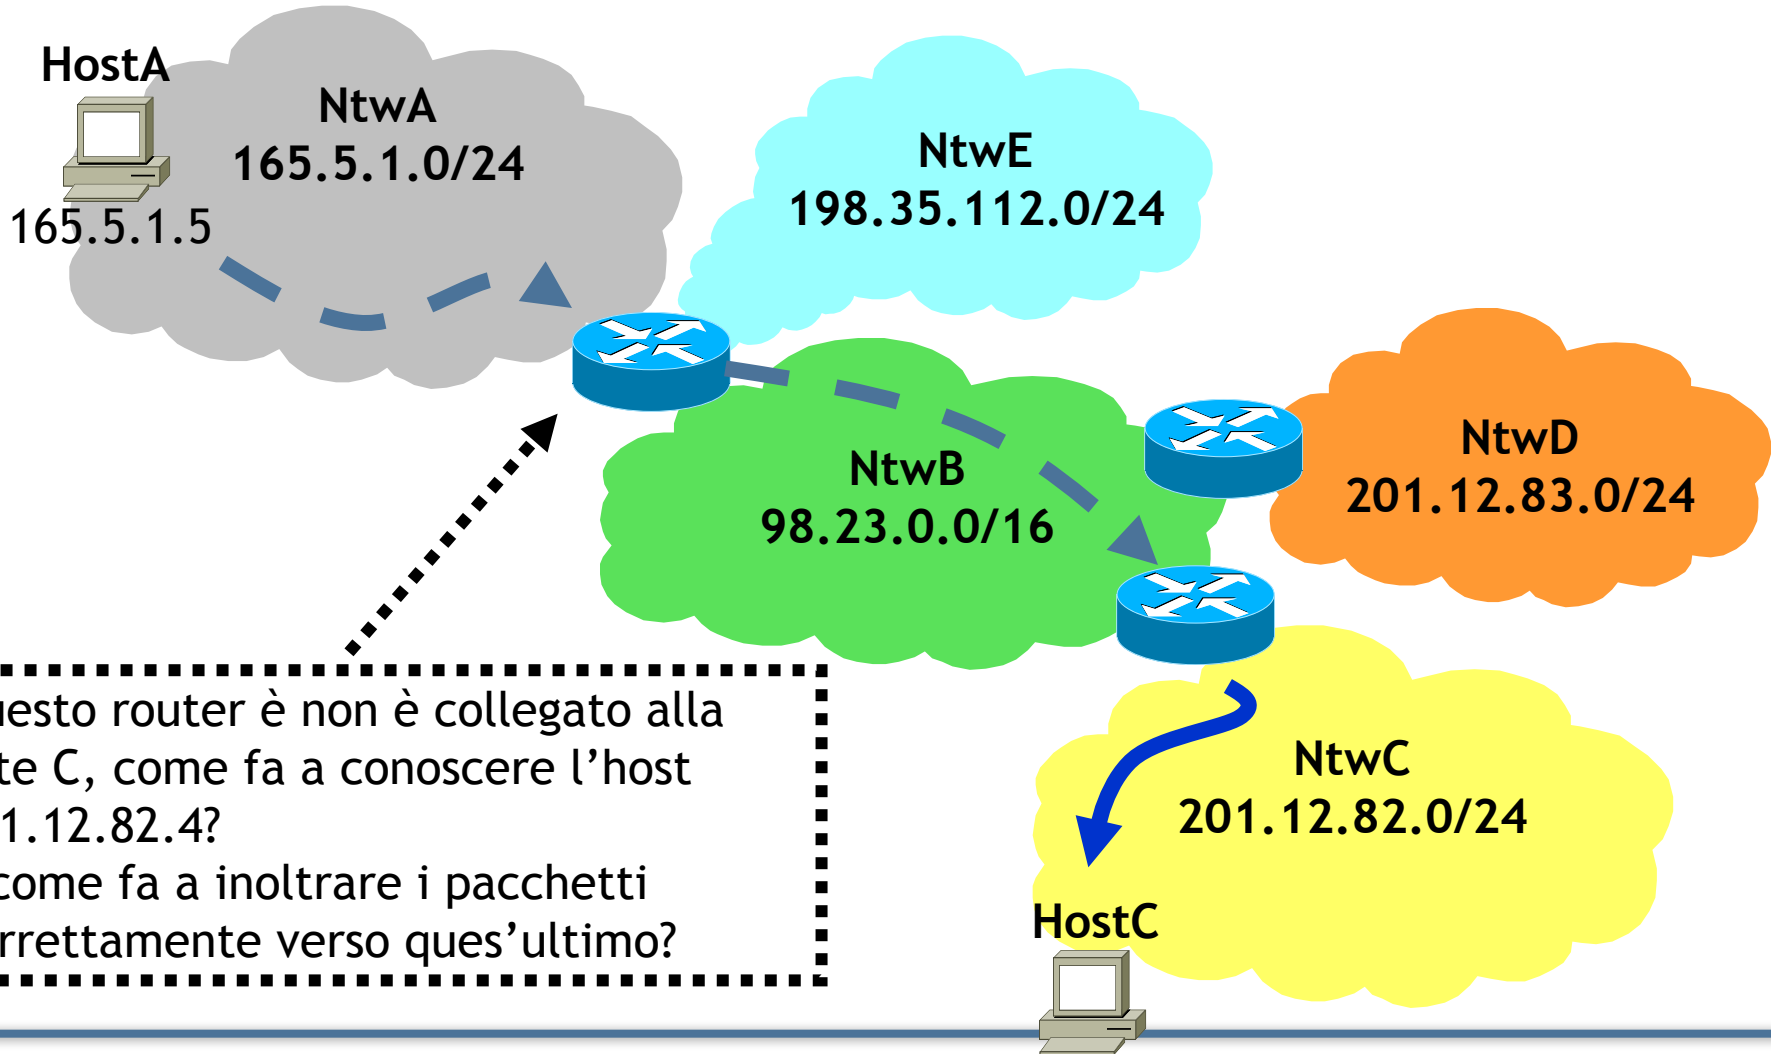 HostA
NtwA
165.5.1.0/24
165.5.1.5
NtwE
198.35.112.0/24
NtwB
98.23.0.0/16
NtwD
201.12.83.0/24
uesto router è non è collegato alla
te C, come fa a conoscere l'host
1.12.82.4?
come fa a inoltrare i pacchetti
rrettamente verso ques'ultimo?
NtwC
201.12.82.0/24
HostC